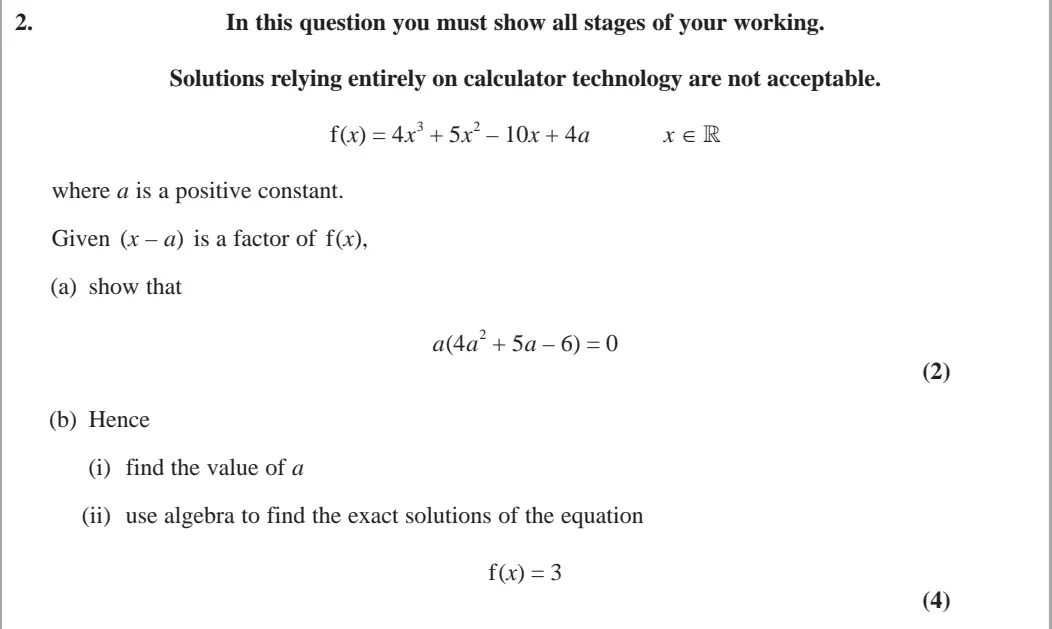 2. In this question you must show all stages of your working.
Solutions relying entirely on calculator technology are not acceptable.
f(x) = 4x³ + 5x² – 10x + 4a x ∈ ℝ
where a is a positive constant.
Given (x – a) is a factor of f(x),
(a) show that
a(4a² + 5a – 6) = 0
(2)
(b) Hence
(i) find the value of a
(ii) use algebra to find the exact solutions of the equation
f(x) = 3
(4)